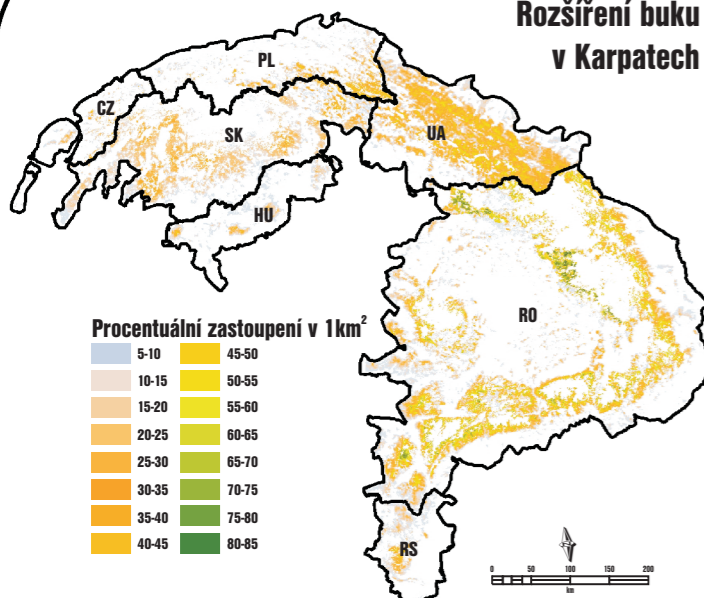 Rozšíření buku
v Karpatech
PL
CZ
SK
UA
HU
RO
RS
Procentuální zastoupení v 1km²
5-10
10-15
15-20
20-25
25-30
30-35
35-40
40-45
45-50
50-55
55-60
60-65
65-70
70-75
75-80
80-85
0 50 100 150 200
km